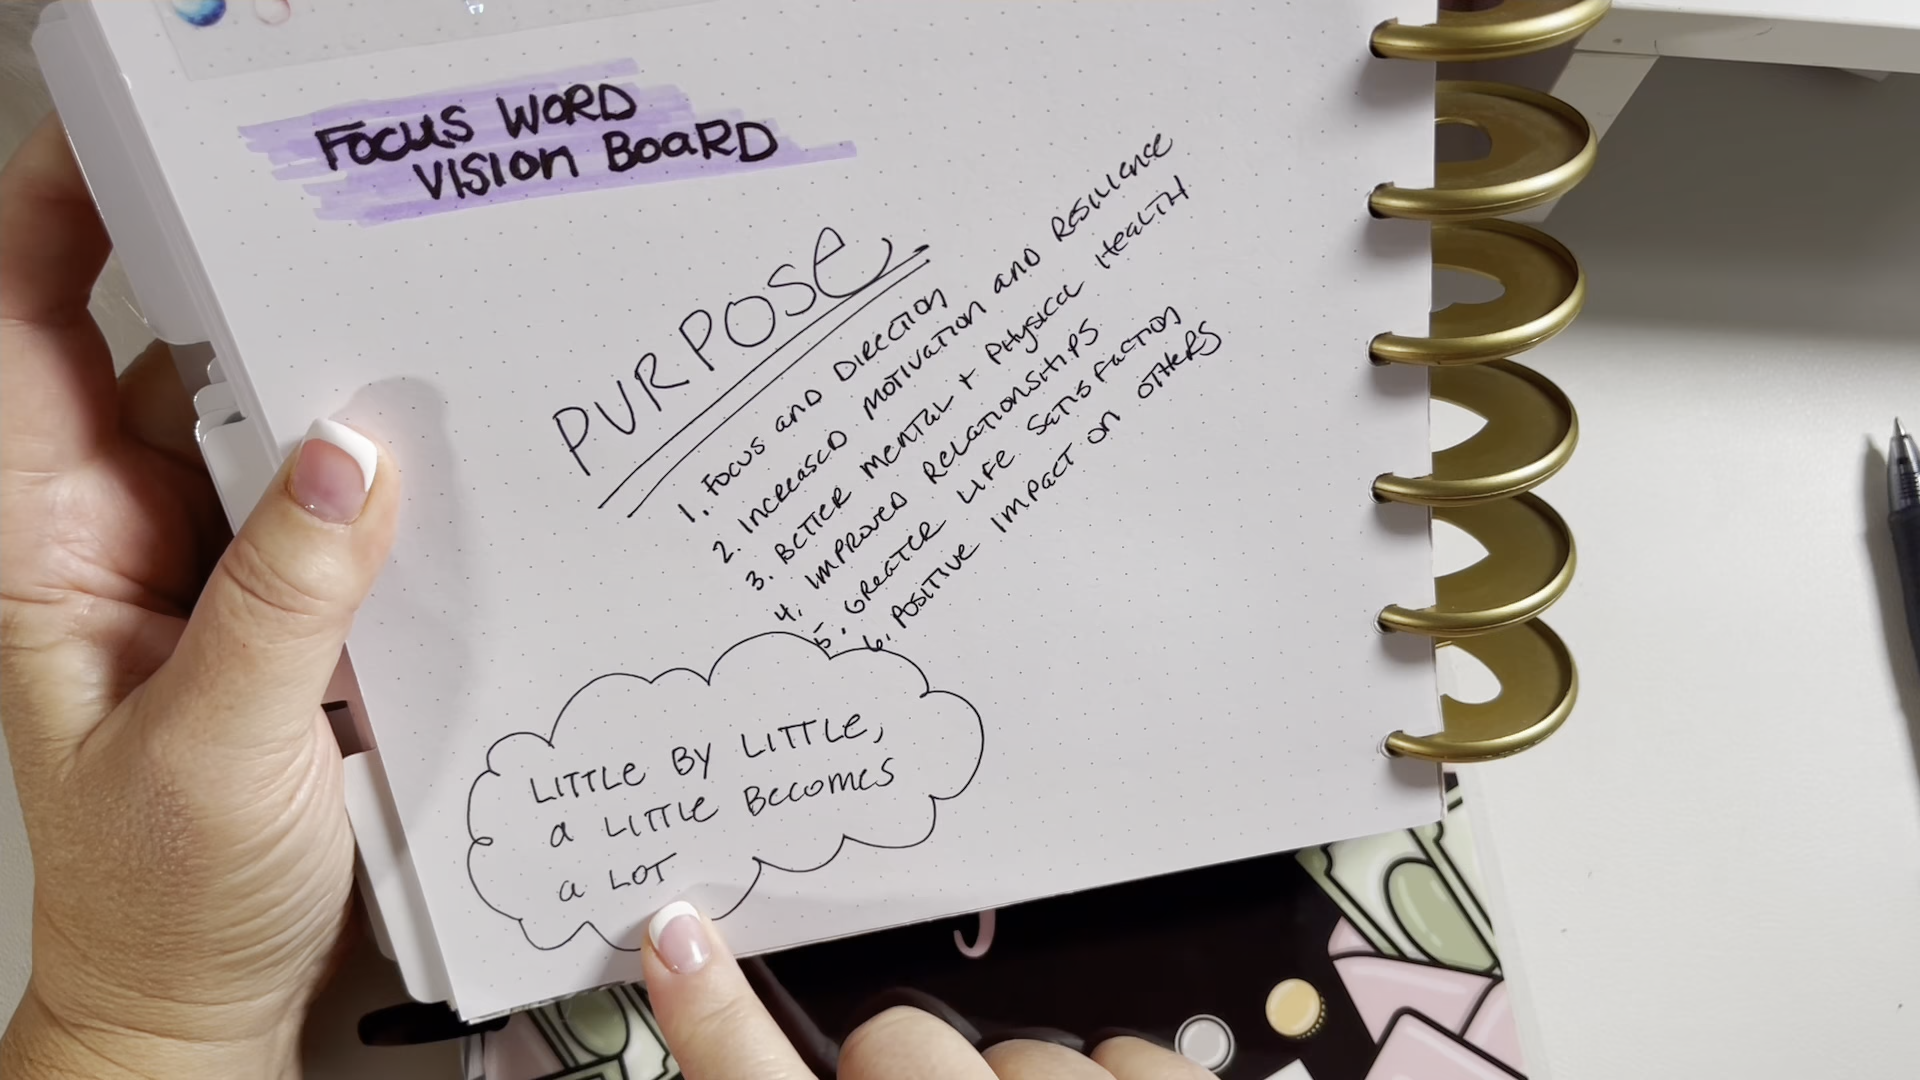 FOCUS WORD
VISION BOARD
PURPOSE
1. FOCUS AND DIRECTION
2. INCREASED MOTIVATION AND RESILIENCE
3. BETTER MENTAL + PHYSICAL HEALTH
4. IMPROVED RELATIONSHIPS
5. GREATER LIFE SATISFACTION
6. POSITIVE IMPACT ON OTHERS
LITTLE BY LITTLE,
A LITTLE BECOMES
A LOT